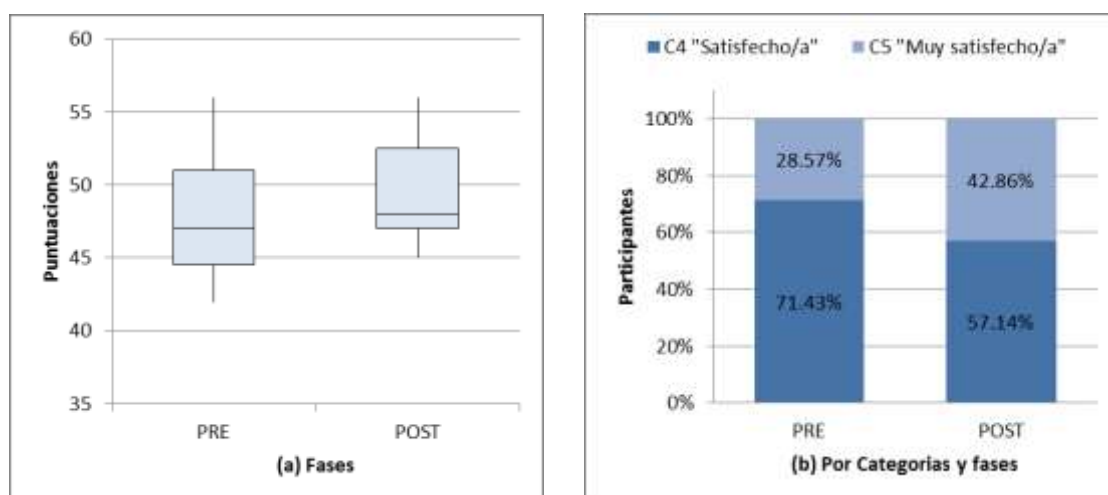 60
55
50
45
40
35
Puntuaciones
PRE POST
(a) Fases
C4 "Satisfecho/a" C5 "Muy satisfecho/a"
100%
80%
60%
40%
20%
0%
Participantes
28.57% 42.86%
71.43% 57.14%
PRE POST
(b) Por Categorias y fases